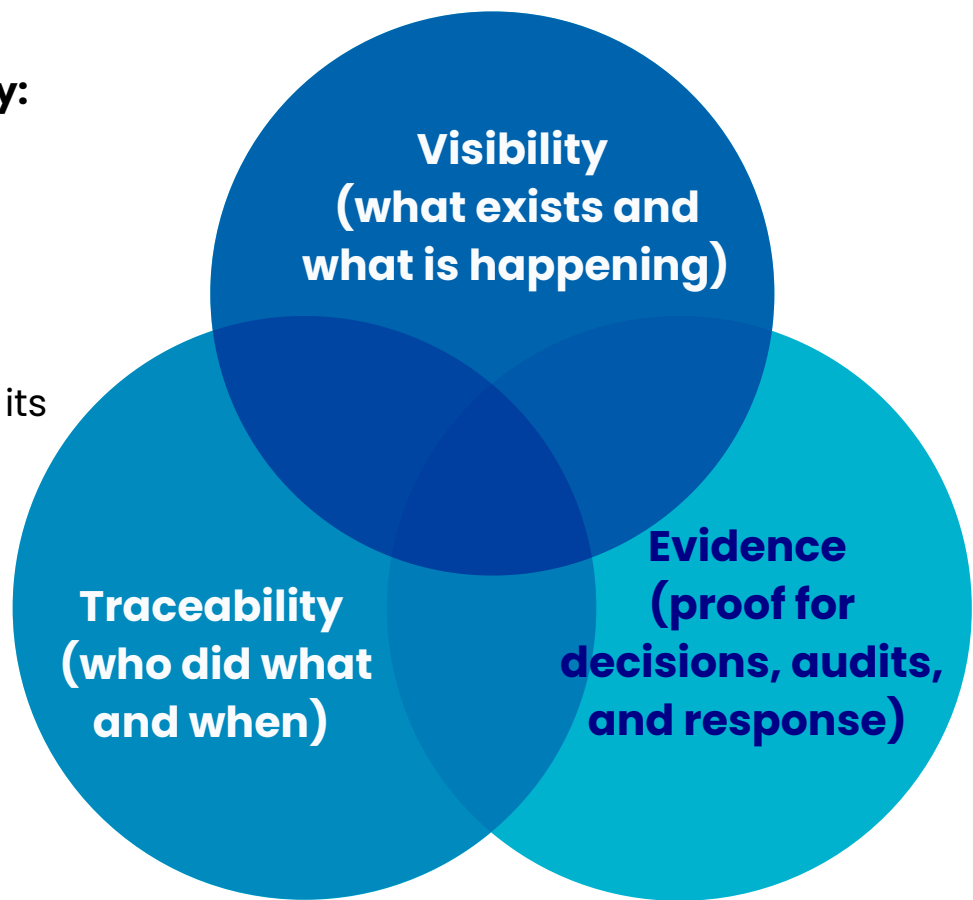 y:
Visibility
(what exists and
what is happening)
its
Traceability
(who did what
and when)
Evidence
(proof for
decisions, audits,
and response)